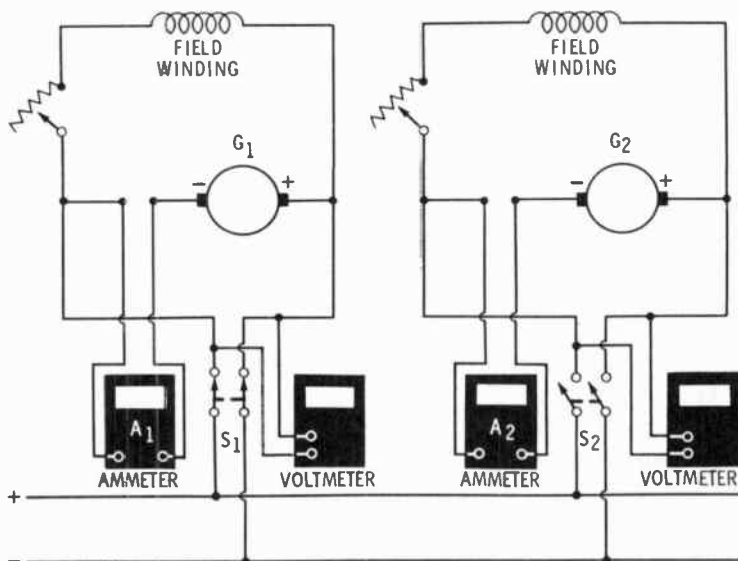 FIELD
WINDING
FIELD
WINDING
G1
G2
- +
- +
A1
S1
A2
S2
AMMETER
VOLTMETER
AMMETER
VOLTMETER
+
-